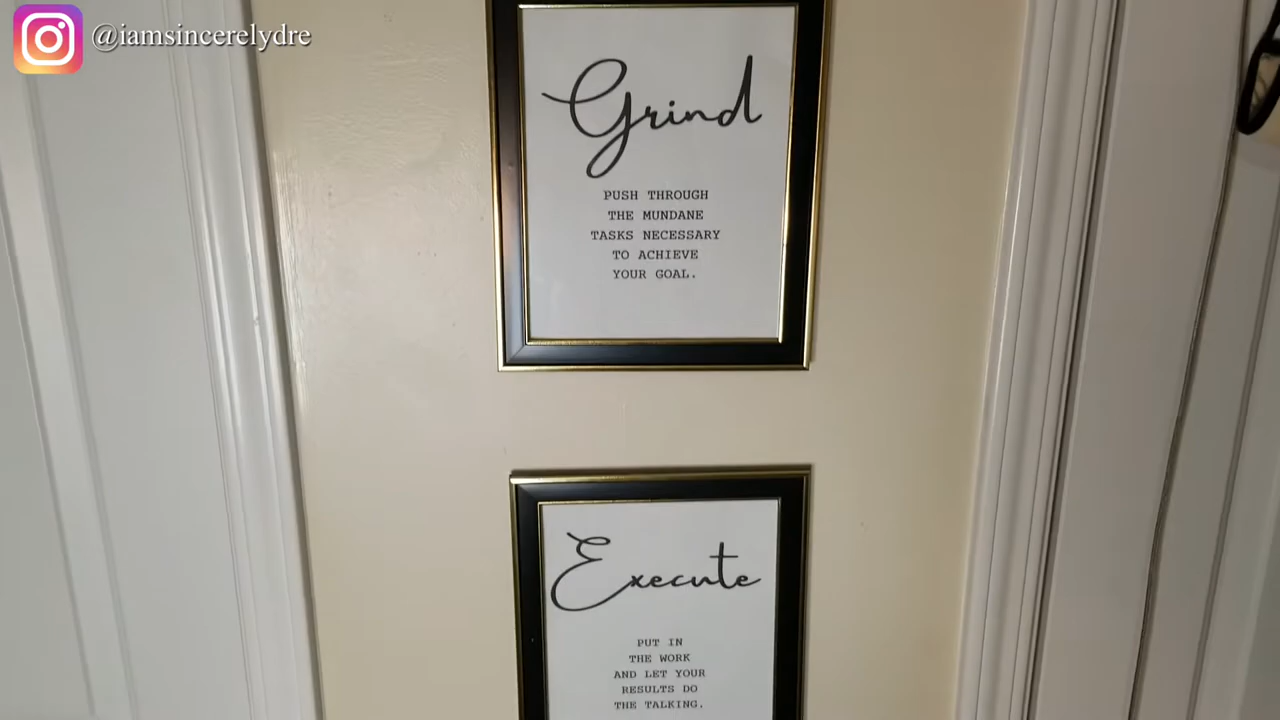 @iamsincerelydre
Grind
PUSH THROUGH
THE MUNDANE
TASKS NECESSARY
TO ACHIEVE
YOUR GOAL.
Execute
PUT IN
THE WORK
AND LET YOUR
RESULTS DO
THE TALKING.